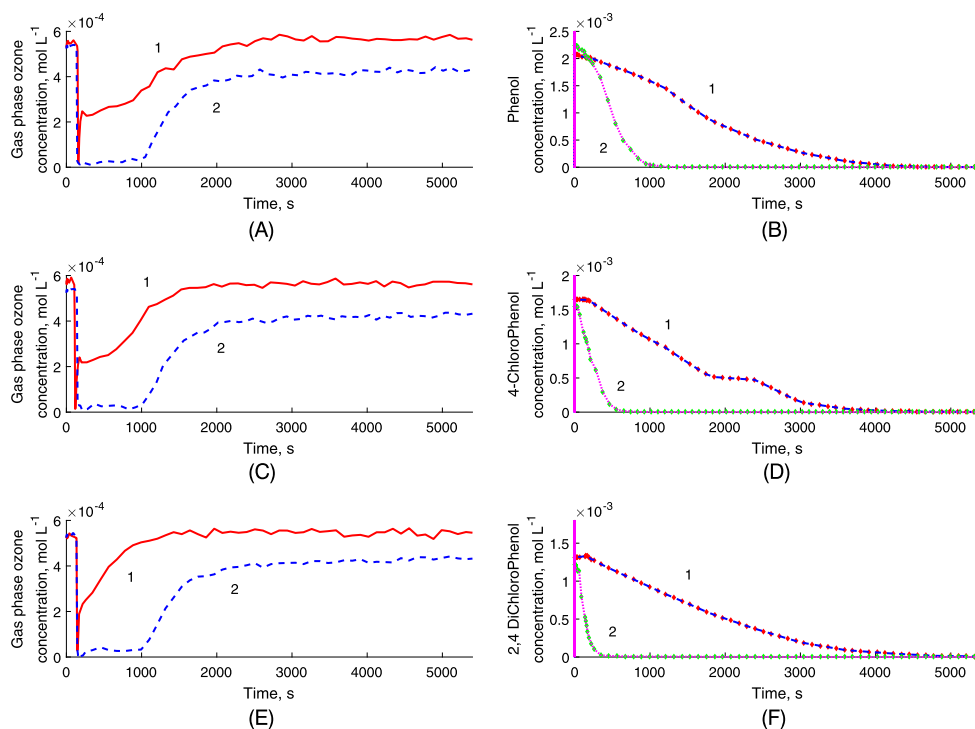 ×10⁻⁴
6
4
2
0
0 1000 2000 3000 4000 5000
Time, s
Gas phase ozone
concentration, mol L⁻¹
1
2
(A)
×10⁻³
2.5
2
1.5
1
0.5
0
0 1000 2000 3000 4000 5000
Time, s
Phenol
concentration, mol L⁻¹
1
2
(B)
×10⁻⁴
6
4
2
0
0 1000 2000 3000 4000 5000
Time, s
Gas phase ozone
concentration, mol L⁻¹
1
2
(C)
×10⁻³
2
1.5
1
0.5
0
0 1000 2000 3000 4000 5000
Time, s
4-ChloroPhenol
concentration, mol L⁻¹
1
2
(D)
×10⁻⁴
6
4
2
0
0 1000 2000 3000 4000 5000
Time, s
Gas phase ozone
concentration, mol L⁻¹
1
2
(E)
×10⁻³
1.5
1
0.5
0
0 1000 2000 3000 4000 5000
Time, s
2,4 DiChloroPhenol
concentration, mol L⁻¹
1
2
(F)